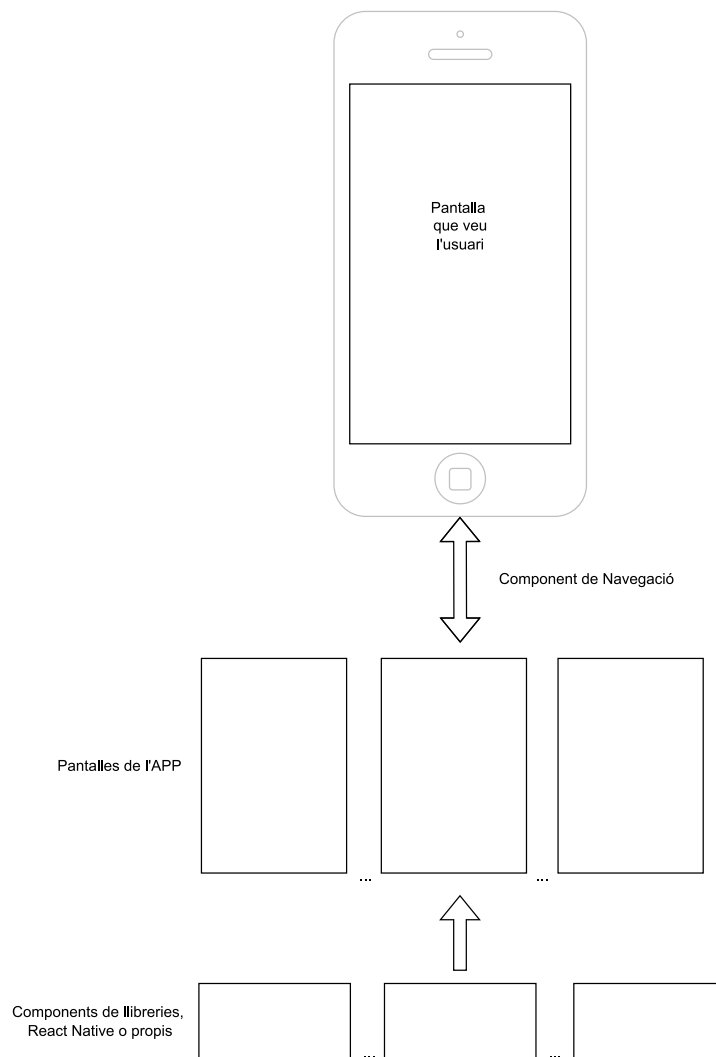 Pantalla
que veu
l'usuari
Component de Navegació
Pantalles de l'APP
...
...
Components de llibreries,
React Native o propis
...
...